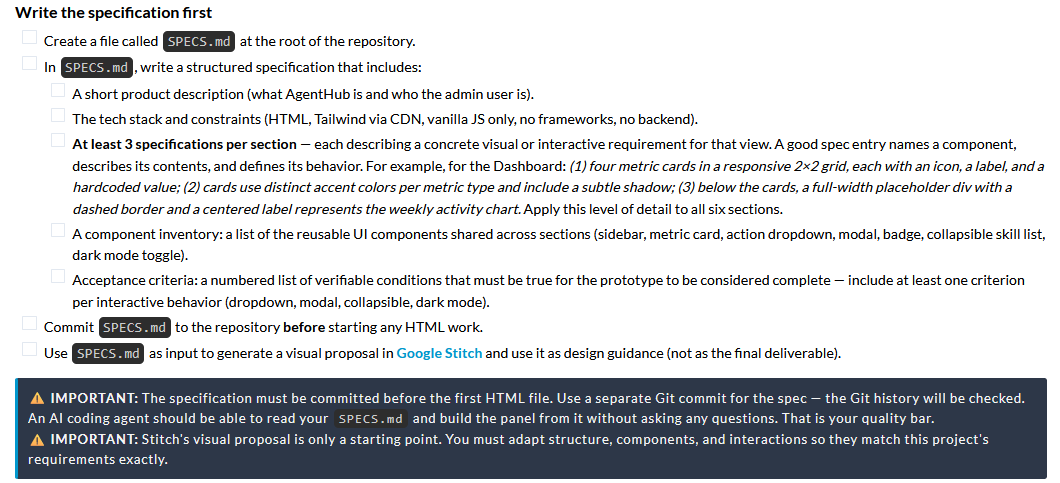 Write the specification first
Create a file called SPECS.md at the root of the repository.
In SPECS.md, write a structured specification that includes:
A short product description (what AgentHub is and who the admin user is).
The tech stack and constraints (HTML, Tailwind via CDN, vanilla JS only, no frameworks, no backend).
At least 3 specifications per section — each describing a concrete visual or interactive requirement for that view. A good spec entry names a component,
describes its contents, and defines its behavior. For example, for the Dashboard: (1) four metric cards in a responsive 2×2 grid, each with an icon, a label, and a
hardcoded value; (2) cards use distinct accent colors per metric type and include a subtle shadow; (3) below the cards, a full-width placeholder div with a
dashed border and a centered label represents the weekly activity chart. Apply this level of detail to all six sections.
A component inventory: a list of the reusable UI components shared across sections (sidebar, metric card, action dropdown, modal, badge, collapsible skill list,
dark mode toggle).
Acceptance criteria: a numbered list of verifiable conditions that must be true for the prototype to be considered complete — include at least one criterion
per interactive behavior (dropdown, modal, collapsible, dark mode).
Commit SPECS.md to the repository before starting any HTML work.
Use SPECS.md as input to generate a visual proposal in Google Stitch and use it as design guidance (not as the final deliverable).
⚠️ IMPORTANT: The specification must be committed before the first HTML file. Use a separate Git commit for the spec — the Git history will be checked.
An AI coding agent should be able to read your SPECS.md and build the panel from it without asking any questions. That is your quality bar.
⚠️ IMPORTANT: Stitch's visual proposal is only a starting point. You must adapt structure, components, and interactions so they match this project's
requirements exactly.